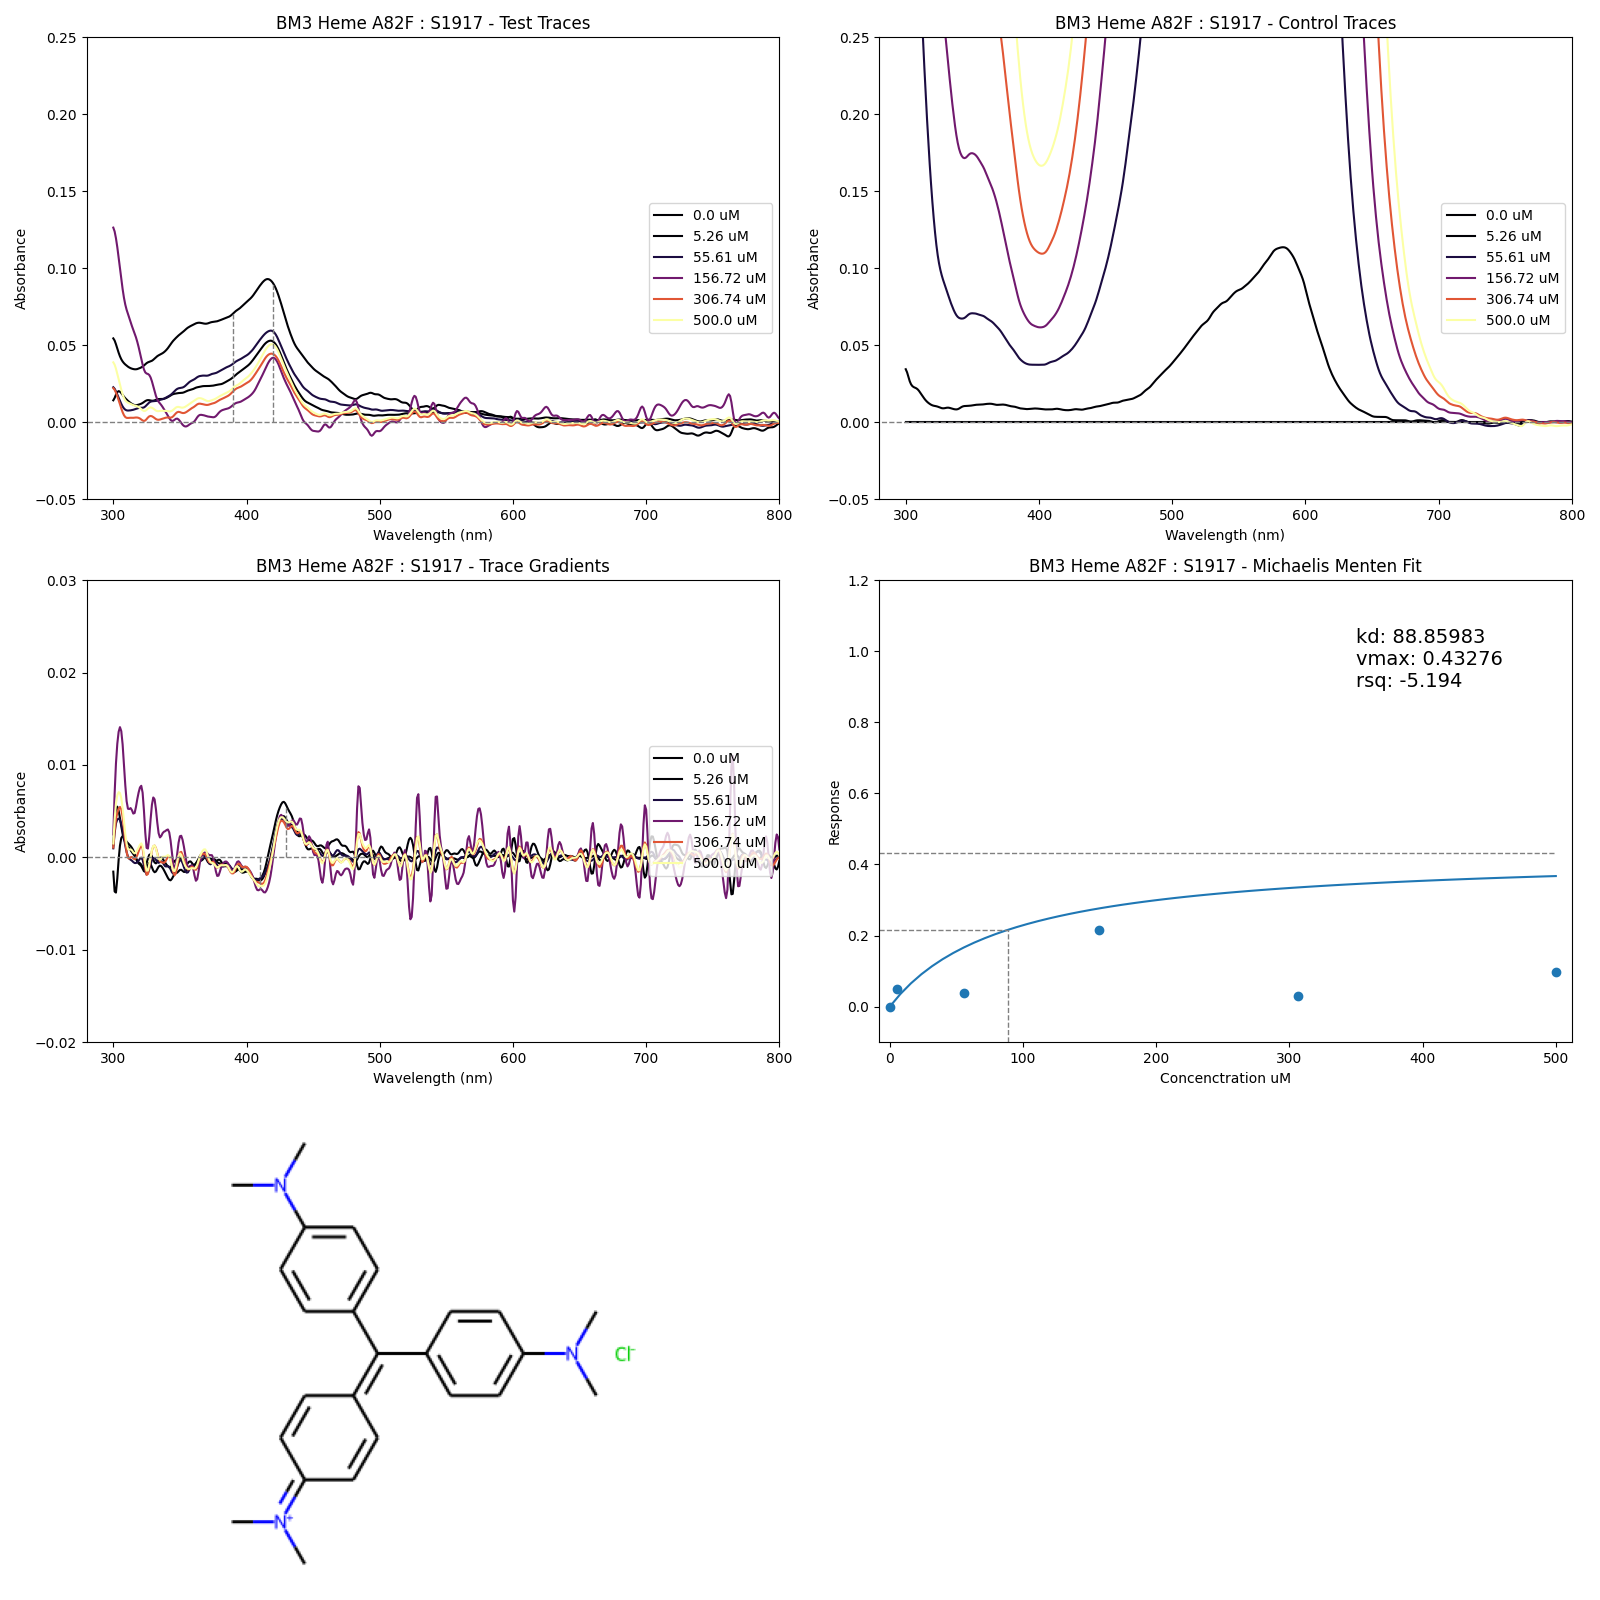 BM3 Heme A82F : S1917 - Test Traces
0.25
0.20
0.15
0.10
0.05
0.00
−0.05
Absorbance
0.0 uM
5.26 uM
55.61 uM
156.72 uM
306.74 uM
500.0 uM
300 400 500 600 700 800
Wavelength (nm)
BM3 Heme A82F : S1917 - Control Traces
0.25
0.20
0.15
0.10
0.05
0.00
−0.05
Absorbance
0.0 uM
5.26 uM
55.61 uM
156.72 uM
306.74 uM
500.0 uM
300 400 500 600 700 800
Wavelength (nm)
BM3 Heme A82F : S1917 - Trace Gradients
0.03
0.02
0.01
0.00
−0.01
−0.02
Absorbance
0.0 uM
5.26 uM
55.61 uM
156.72 uM
306.74 uM
500.0 uM
300 400 500 600 700 800
Wavelength (nm)
BM3 Heme A82F : S1917 - Michaelis Menten Fit
1.2
1.0
0.8
0.6
0.4
0.2
0.0
Response
kd: 88.85983
vmax: 0.43276
rsq: -5.194
0 100 200 300 400 500
Concenctration uM
N
N
Cl-
N+